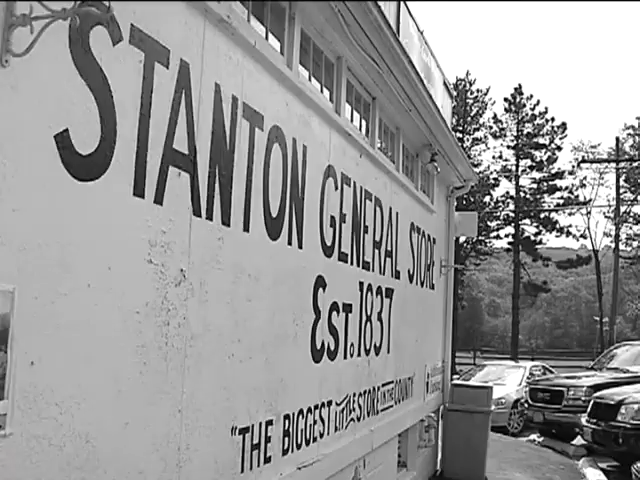 STANTON GENERAL STORE
EST. 1837
"THE BIGGEST LITTLE STORE IN THE COUNTY"